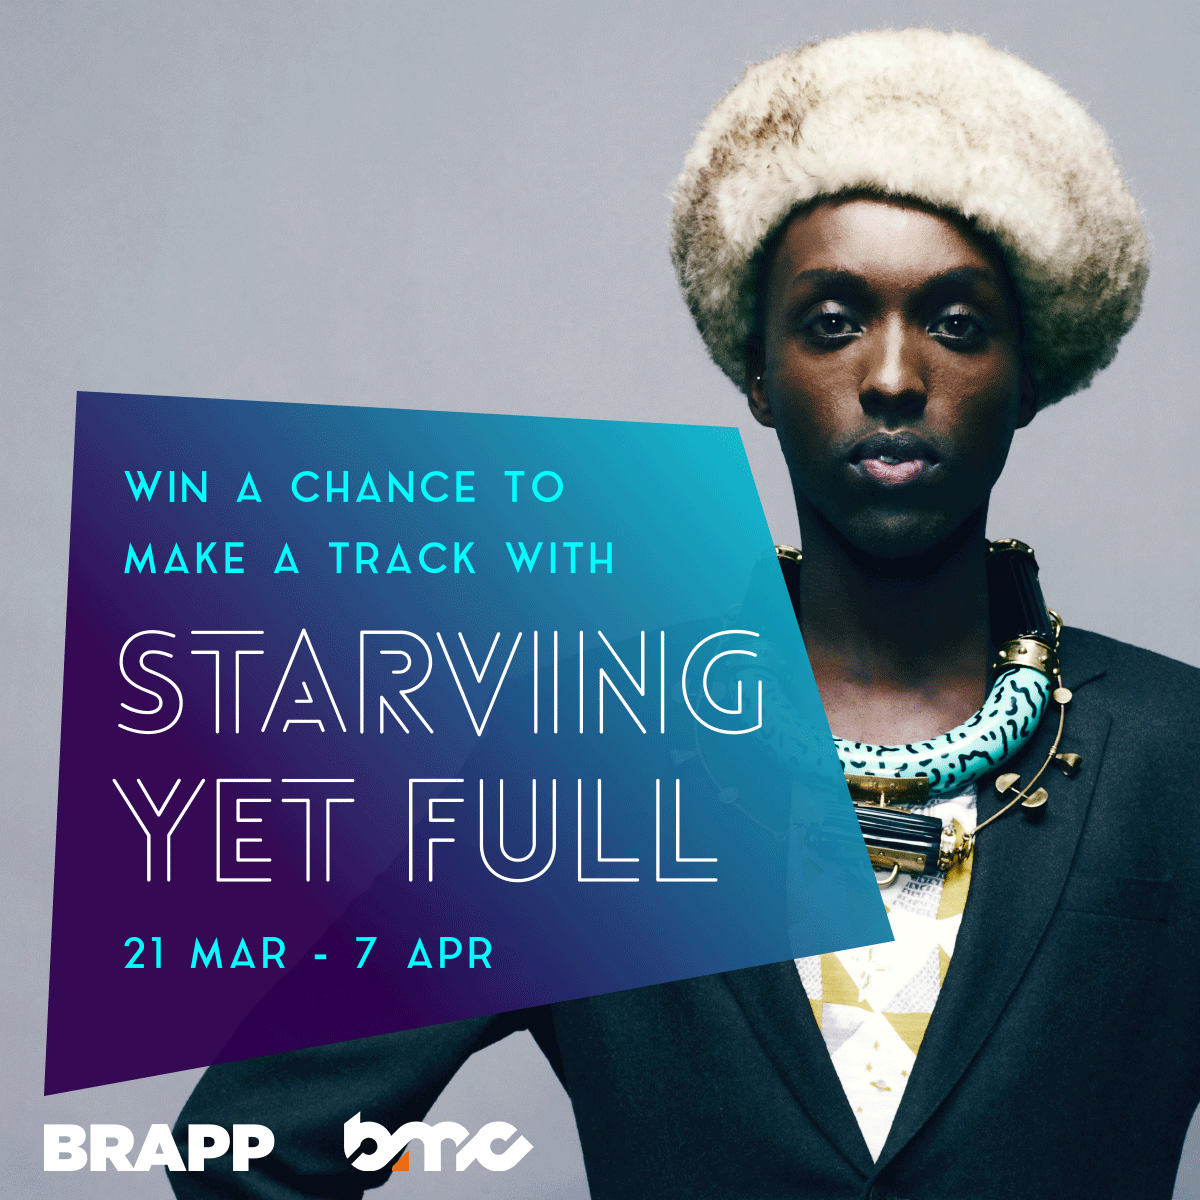 WIN A CHANCE TO
MAKE A TRACK WITH
STARVING
YET FULL
21 MAR - 7 APR
BRAPP bmc